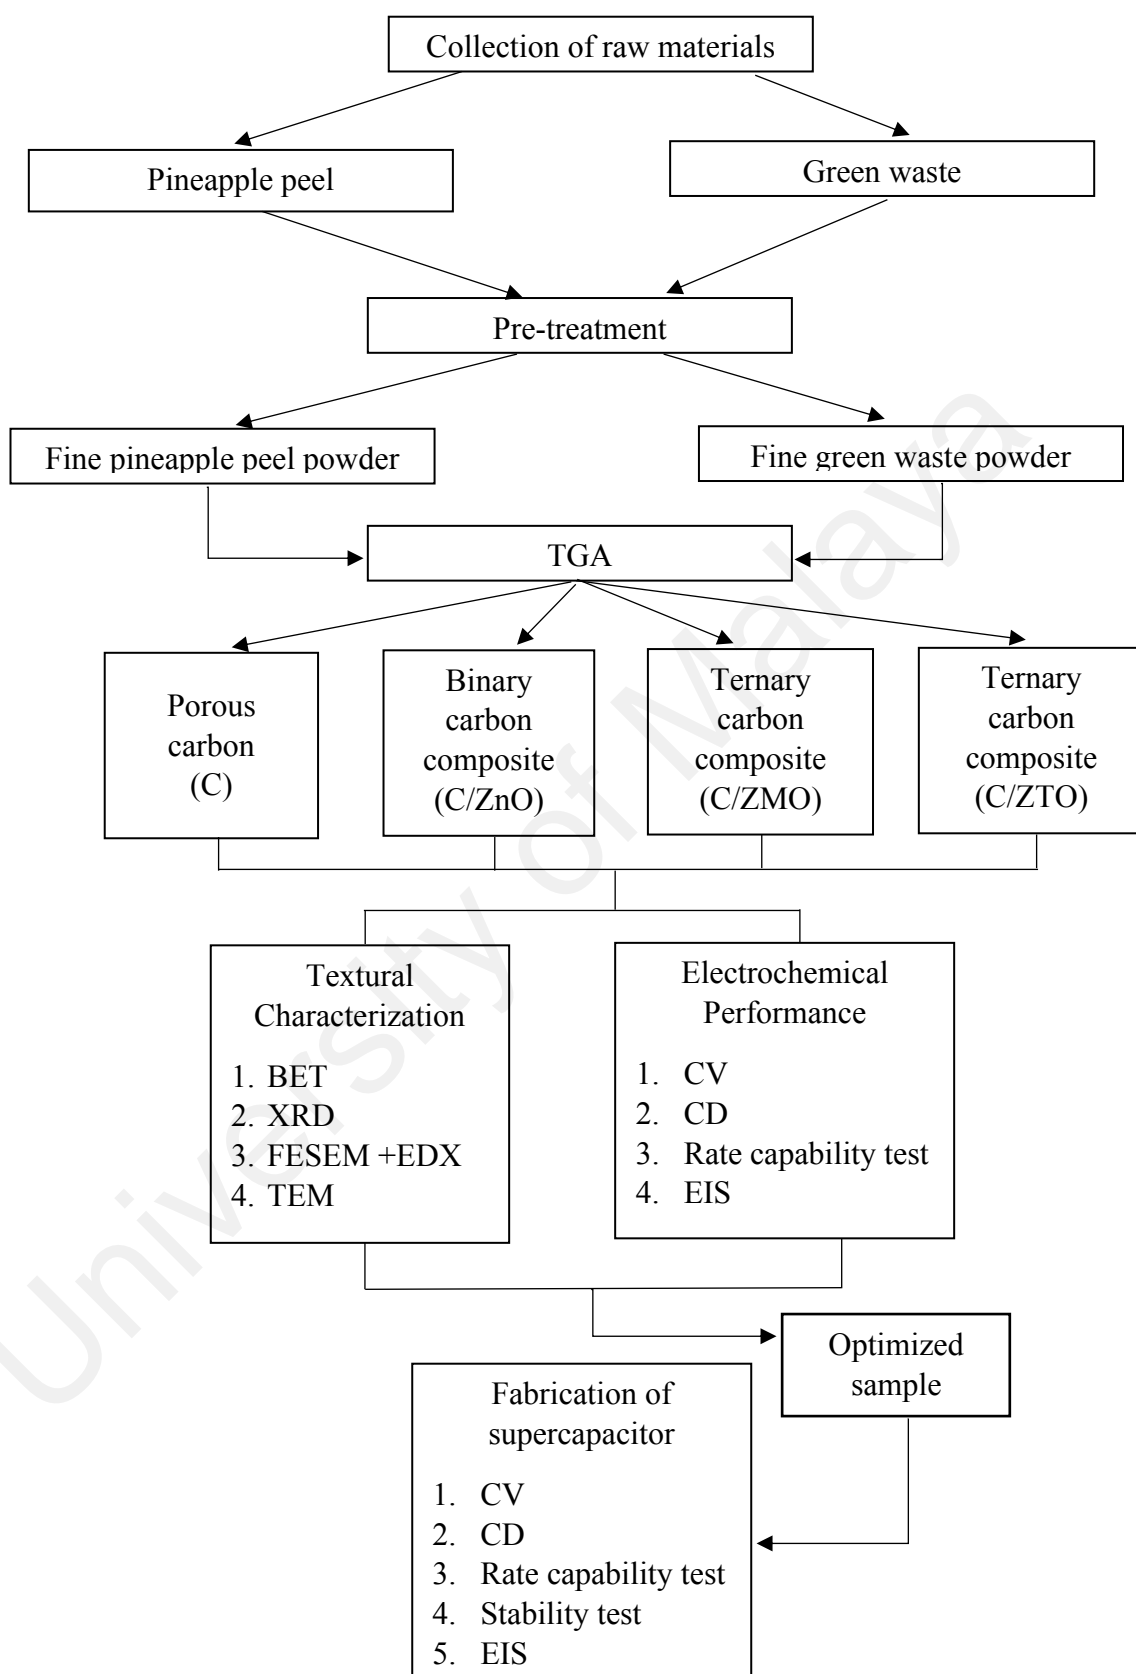 Collection of raw materials
Pineapple peel
Green waste
Pre-treatment
Fine pineapple peel powder
Fine green waste powder
TGA
Porous
carbon
(C)
Binary
carbon
composite
(C/ZnO)
Ternary
carbon
composite
(C/ZMO)
Ternary
carbon
composite
(C/ZTO)
Textural
Characterization
1. BET
2. XRD
3. FESEM +EDX
4. TEM
Electrochemical
Performance
1. CV
2. CD
3. Rate capability test
4. EIS
Optimized
sample
Fabrication of
supercapacitor
1. CV
2. CD
3. Rate capability test
4. Stability test
5. EIS
University of Malaya